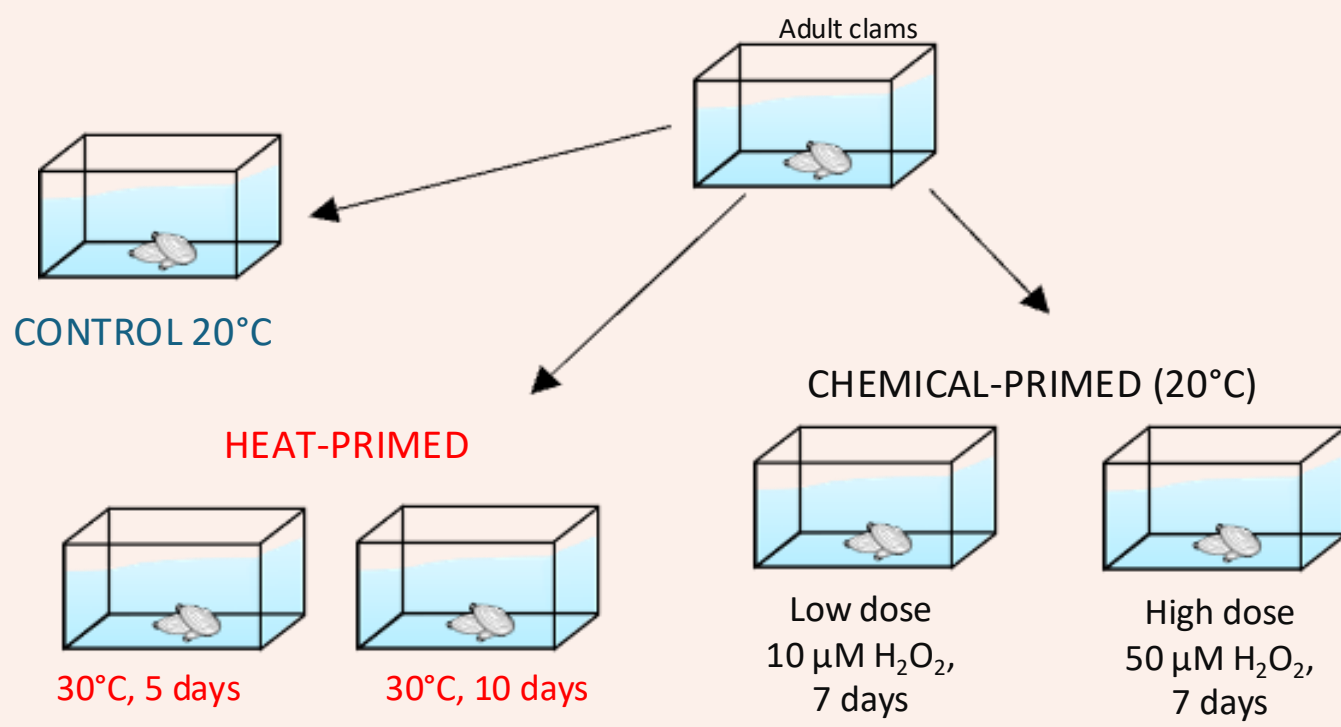 Adult clams
CONTROL 20°C
HEAT-PRIMED
30°C, 5 days
30°C, 10 days
CHEMICAL-PRIMED (20°C)
Low dose
10 µM H₂O₂,
7 days
High dose
50 µM H₂O₂,
7 days